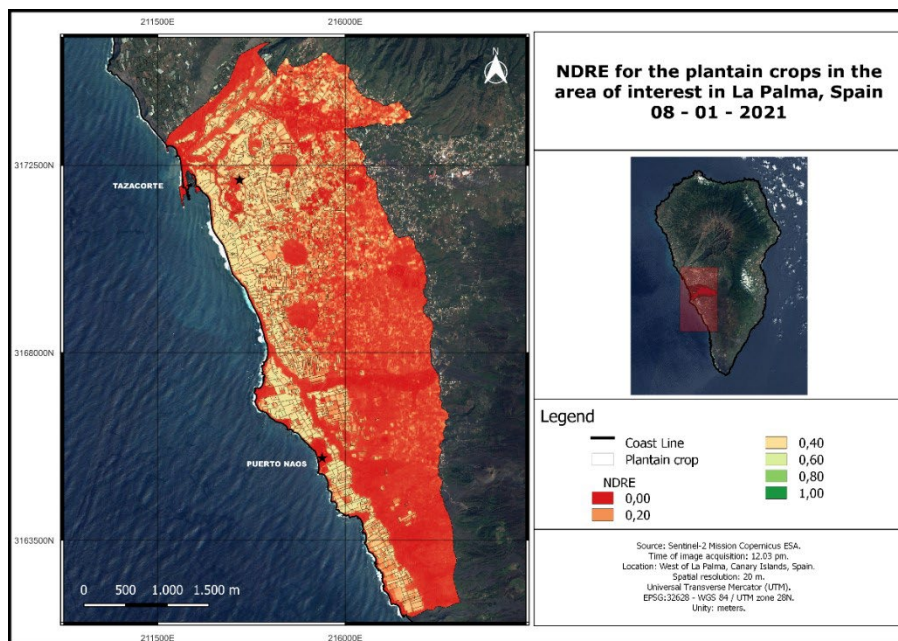 211500E
216000E
N
3172500N
TAZACORTE
3168000N
PUERTO NAOS
3163500N
0 500 1.000 1.500 m
211500E
216000E
NDRE for the plantain crops in the
area of interest in La Palma, Spain
08 - 01 - 2021
Legend
Coast Line
Plantain crop
NDRE
0,00
0,20
0,40
0,60
0,80
1,00
Source: Sentinel-2 Mission Copernicus ESA.
Time of image acquisition: 12.03 pm.
Location: West of La Palma, Canary Islands, Spain.
Spatial resolution: 20 m.
Universal Transverse Mercator (UTM).
EPSG:32628 - WGS 84 / UTM zone 28N.
Unity: meters.